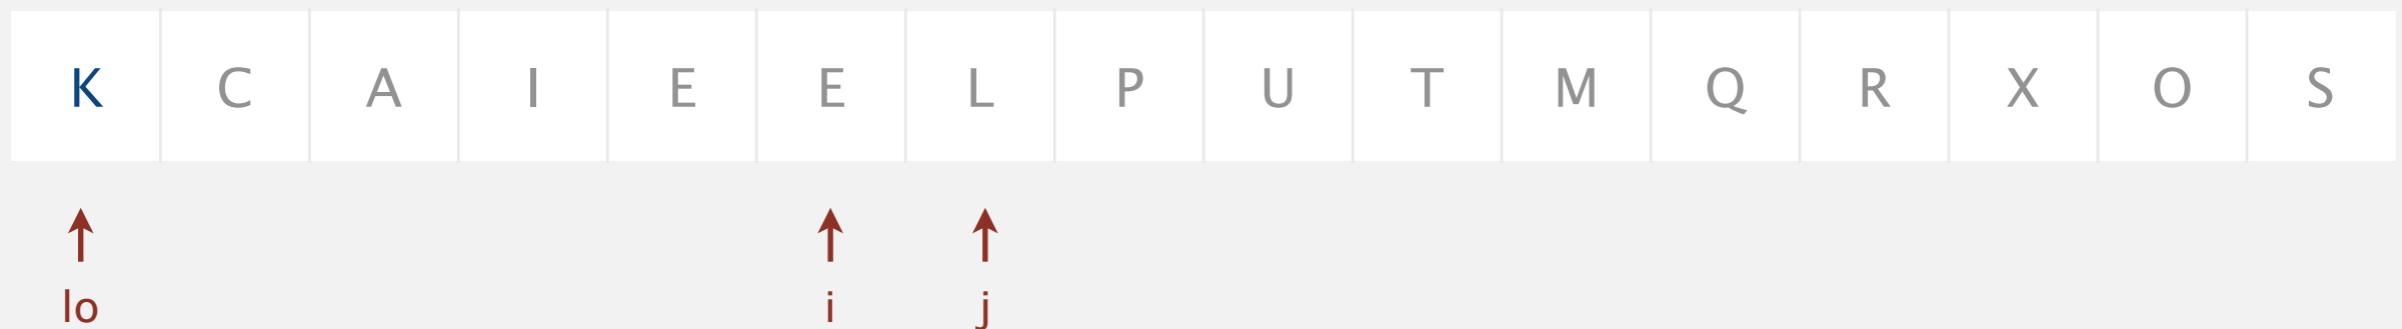 K C A I E E L P U T M Q R X O S
lo i j